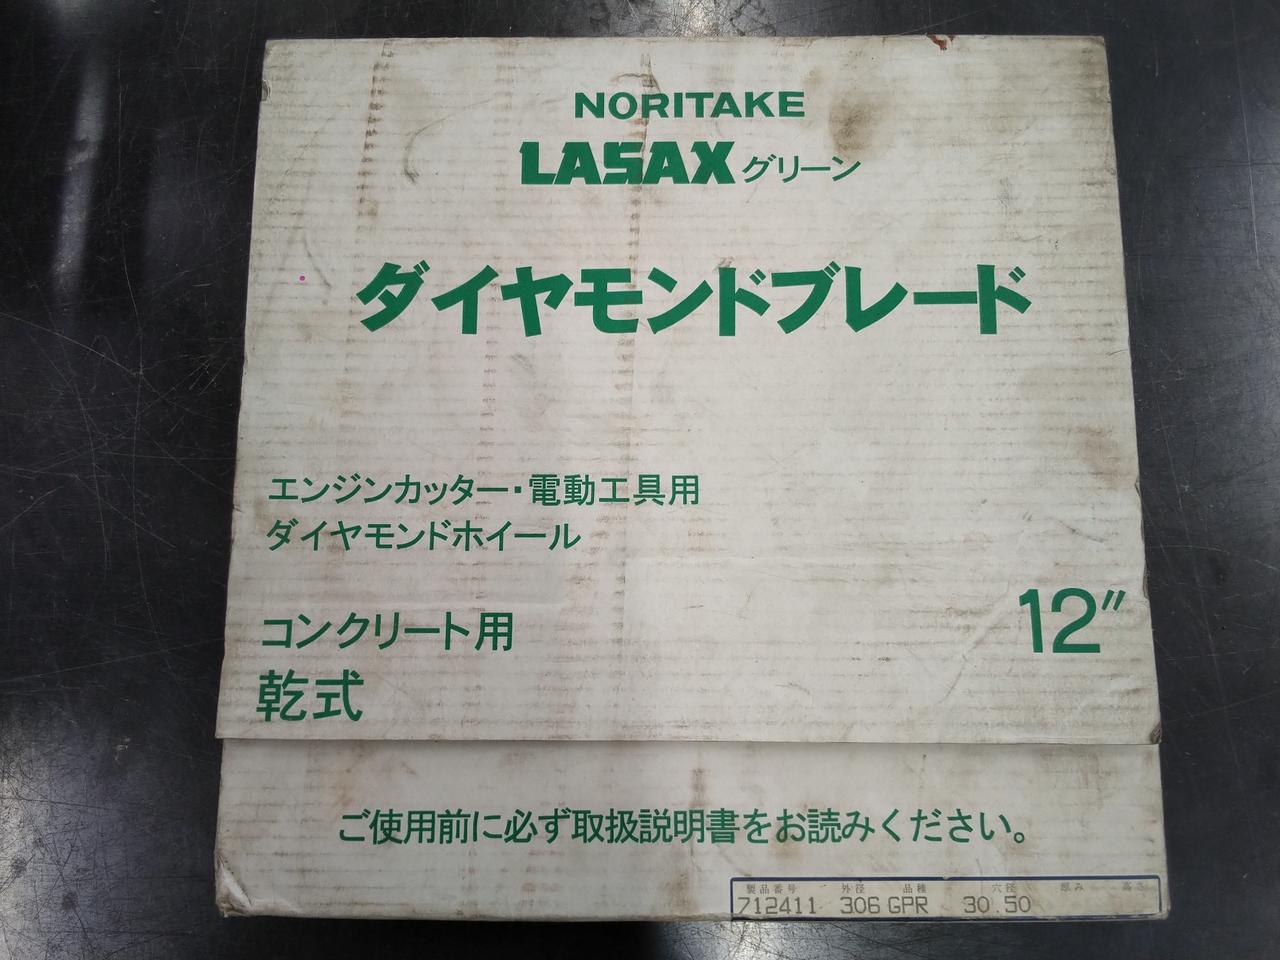 NORITAKE
LASAX グリーン
ダイヤモンドブレード
エンジンカッター・電動工具用
ダイヤモンドホイール
コンクリート用
乾式
12″
ご使用前に必ず取扱説明書をお読みください。
製品番号 外径 品種 穴径 厚み 高さ
712411 306 GPR 30.50